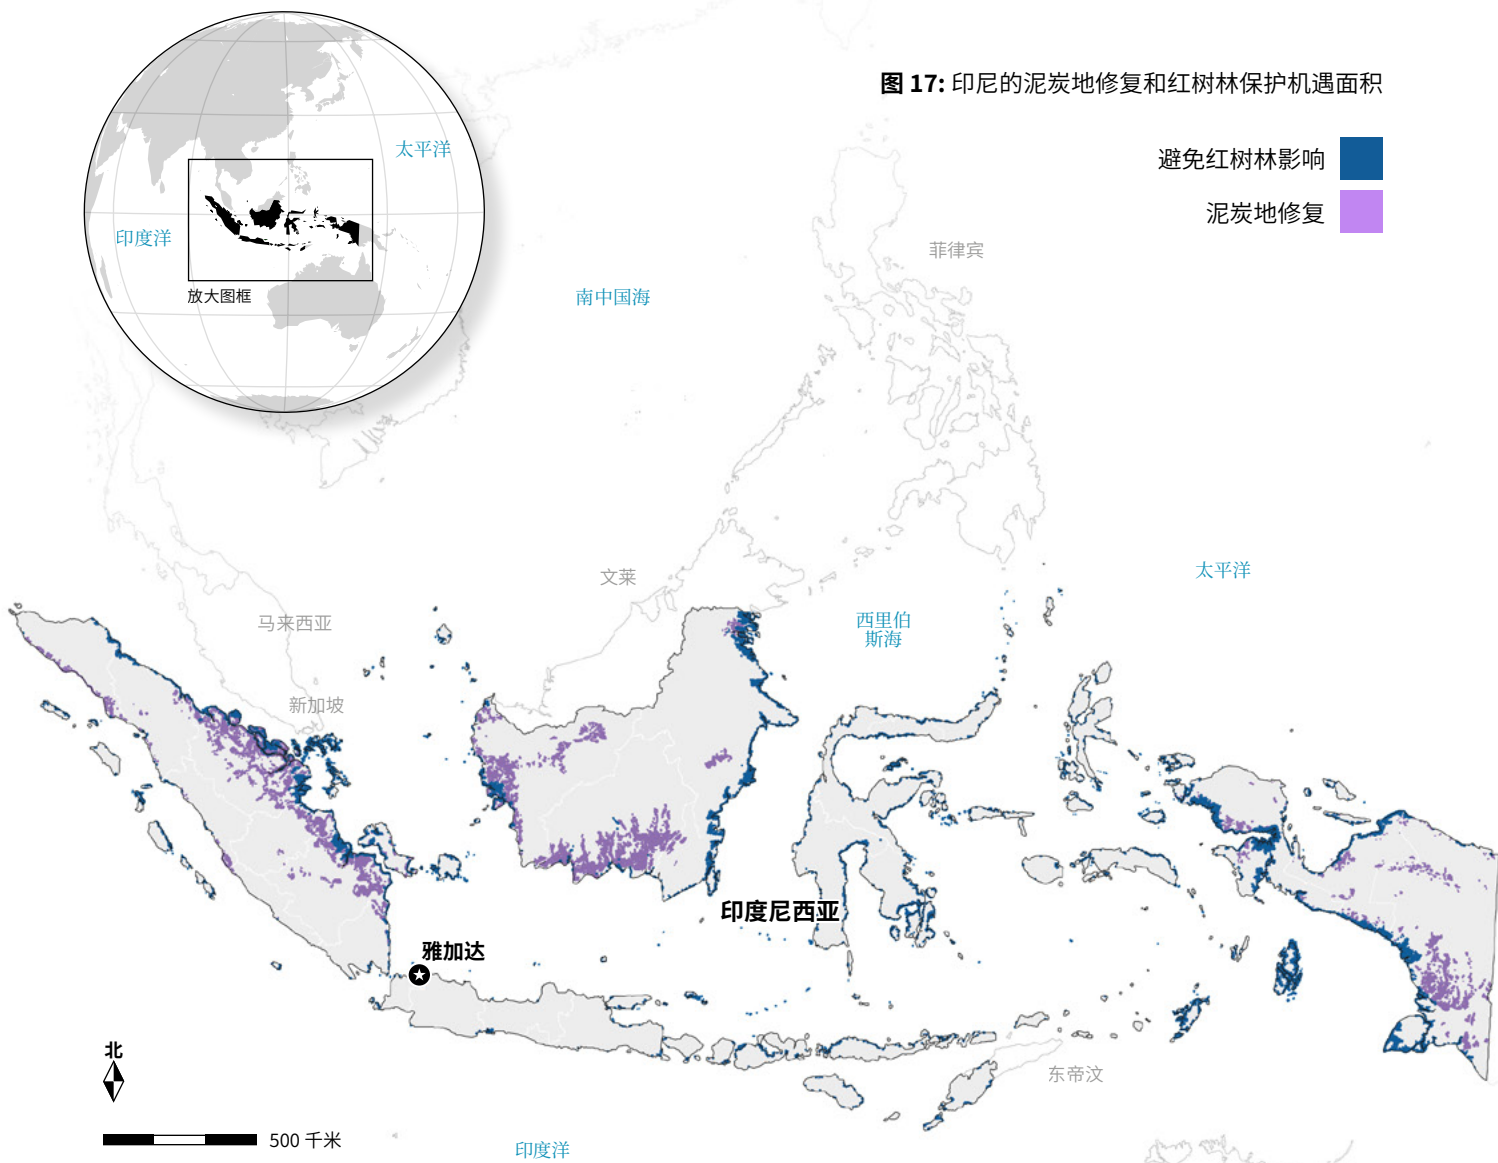 图 17: 印尼的泥炭地修复和红树林保护机遇面积
避免红树林影响
泥炭地修复
太平洋
印度洋
放大图框
菲律宾
南中国海
文莱
太平洋
马来西亚
西里伯
斯海
新加坡
印度尼西亚
雅加达
北
东帝汶
500 千米
印度洋